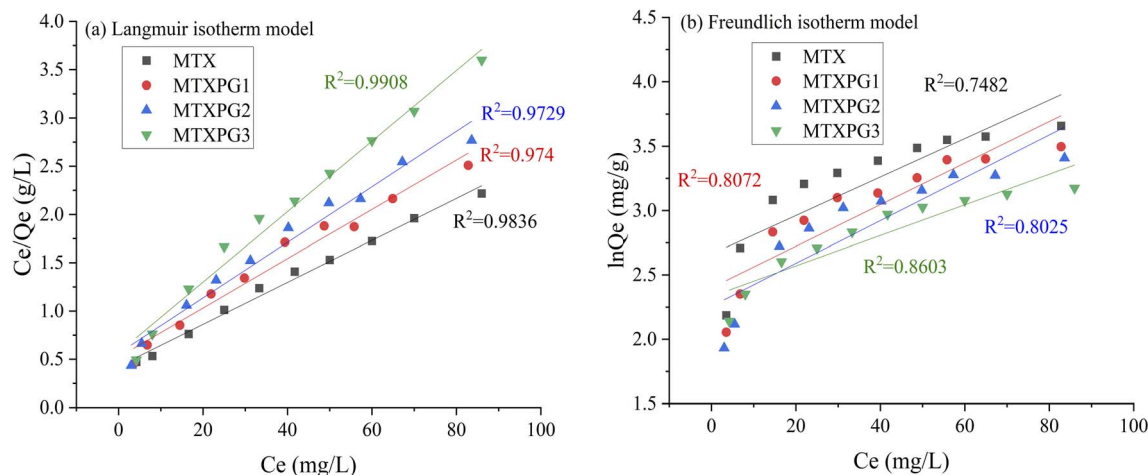 (a) Langmuir isotherm model
MTX
MTXPG1
MTXPG2
MTXPG3
R²=0.9908
R²=0.9729
R²=0.974
R²=0.9836
Ce/Qe (g/L)
4.0
3.5
3.0
2.5
2.0
1.5
1.0
0.5
0.0
0 20 40 60 80 100
Ce (mg/L)
(b) Freundlich isotherm model
MTX
MTXPG1
MTXPG2
MTXPG3
R²=0.7482
R²=0.8072
R²=0.8025
R²=0.8603
lnQe (mg/g)
4.5
4.0
3.5
3.0
2.5
2.0
1.5
0 20 40 60 80 100
Ce (mg/L)